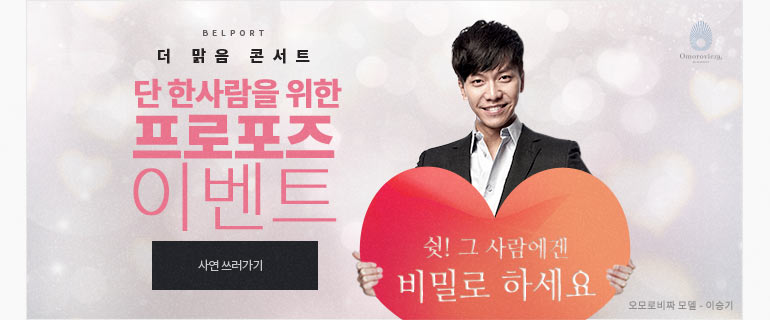 BELPORT
더 맑음 콘서트
단 한사람을 위한
프로포즈
이벤트
사연 쓰러가기
Omorovicza
쉿! 그 사람에겐
비밀로 하세요
오모로비짜 모델 - 이승기